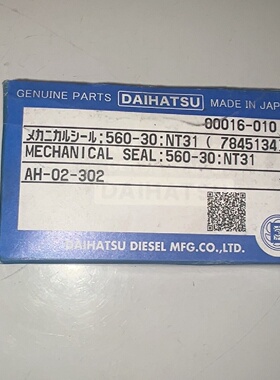 GENUINE PARTS DAIHATSU MADE IN JAP
00016-010
ﾒｶﾆｶﾙｼｰﾙ:560-30:NT31 ( 7845134)
MECHANICAL SEAL:560-30:NT31
AH-02-302
DAIHATSU
DAIHATSU DIESEL MFG.CO.,LTD.